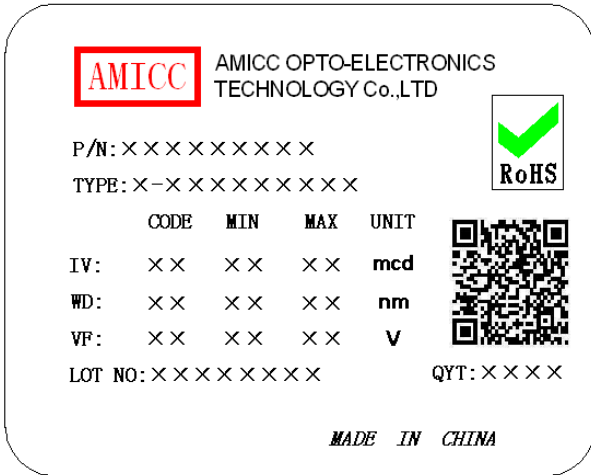 AMICC
AMICC OPTO-ELECTRONICS
TECHNOLOGY Co.,LTD
P/N:×××××××××
RoHS
TYPE:×-×××××××××
CODE MIN MAX UNIT
IV: ×× ×× ×× mcd
WD: ×× ×× ×× nm
VF: ×× ×× ×× V
LOT NO:×××××××× QYT:××××
MADE IN CHINA